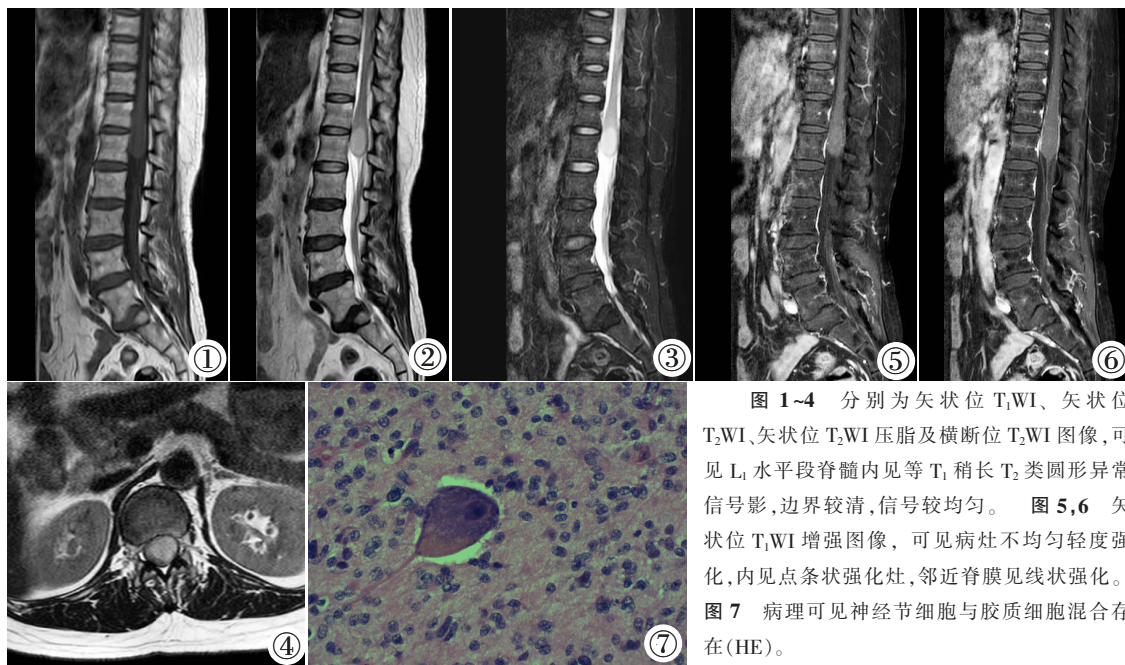 ①
②
③
⑤
⑥
④
⑦
图 1~4 分别为矢状位 T₁WI、矢状位
T₂WI、矢状位 T₂WI 压脂及横断位 T₂WI 图像,可
见 L₁ 水平段脊髓内见等 T₁ 稍长 T₂ 类圆形异常
信号影,边界较清,信号较均匀。 图 5,6 矢
状位 T₁WI 增强图像, 可见病灶不均匀轻度强
化,内见点条状强化灶,邻近脊膜见线状强化。
图 7 病理可见神经节细胞与胶质细胞混合存
在(HE)。